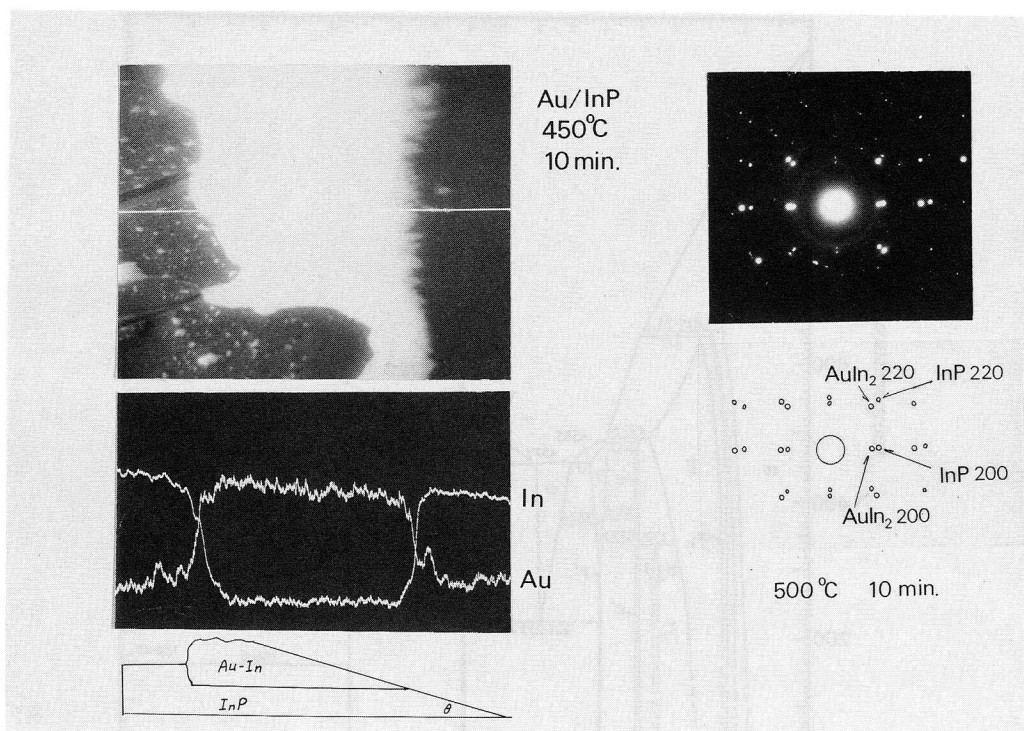 Au/InP
450°C
10 min.
In
Au
Au-In
InP
θ
AuIn₂ 220
InP 220
InP 200
AuIn₂ 200
500 °C 10 min.